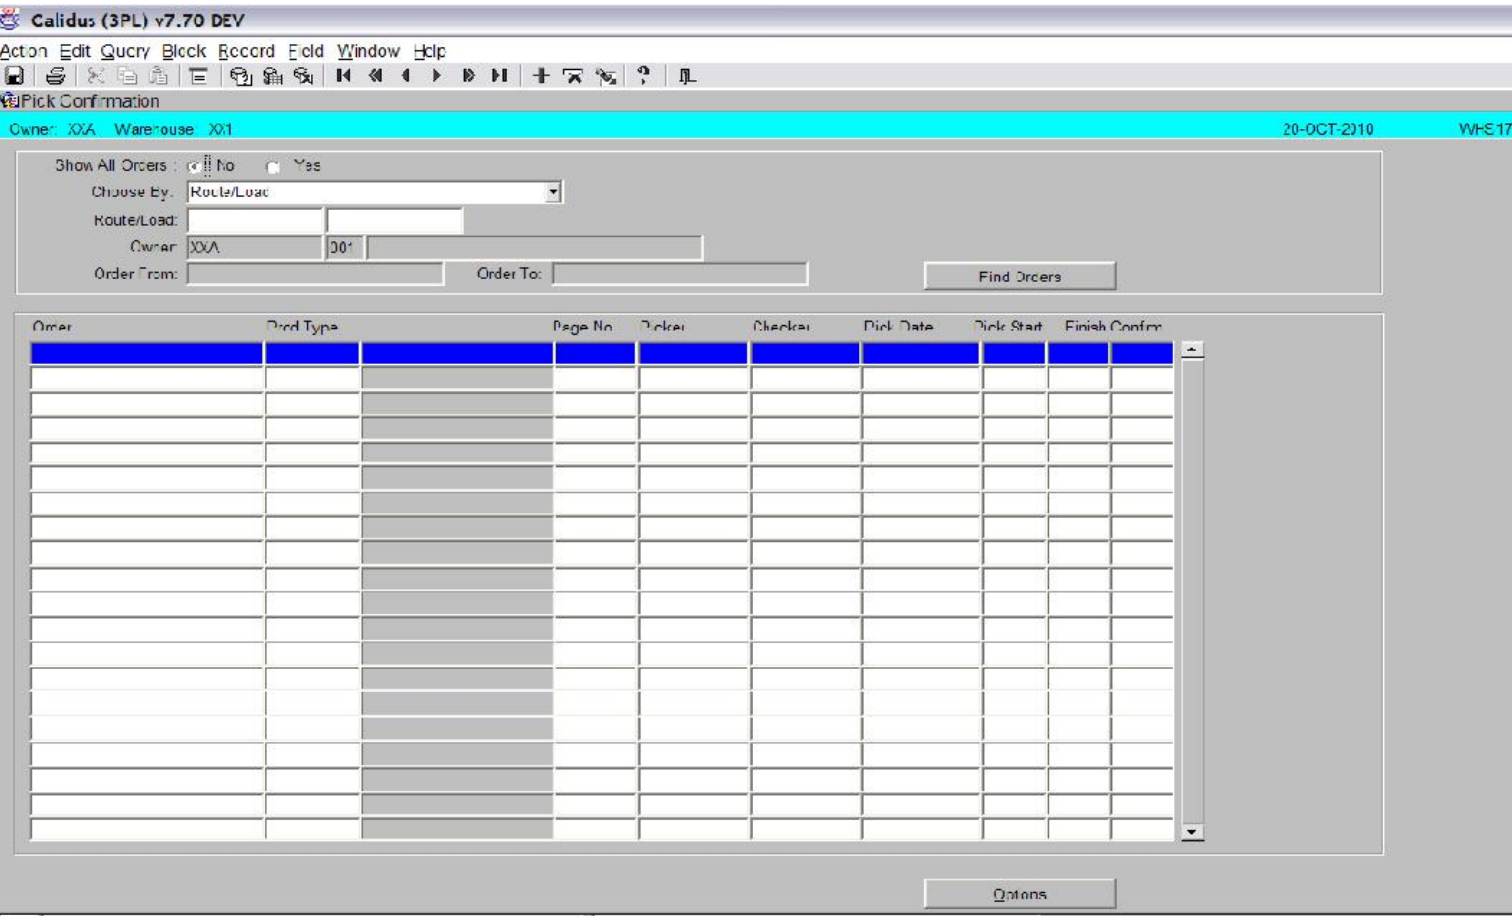 Calidus (3PL) v7.70 DEV
Action Edit Query Block Record Field Window Help
Pick Confirmation
Owner: XXA Warehouse: XX1 20-OCT-2010 WHS17
Show All Orders : No Yes
Choose By: Route/Load
Route/Load:
Owner XXA 001
Order From: Order To: Find Orders
Order Prod Type Page No Picker Checker Pick Date Pick Start Finish Confirm
Options